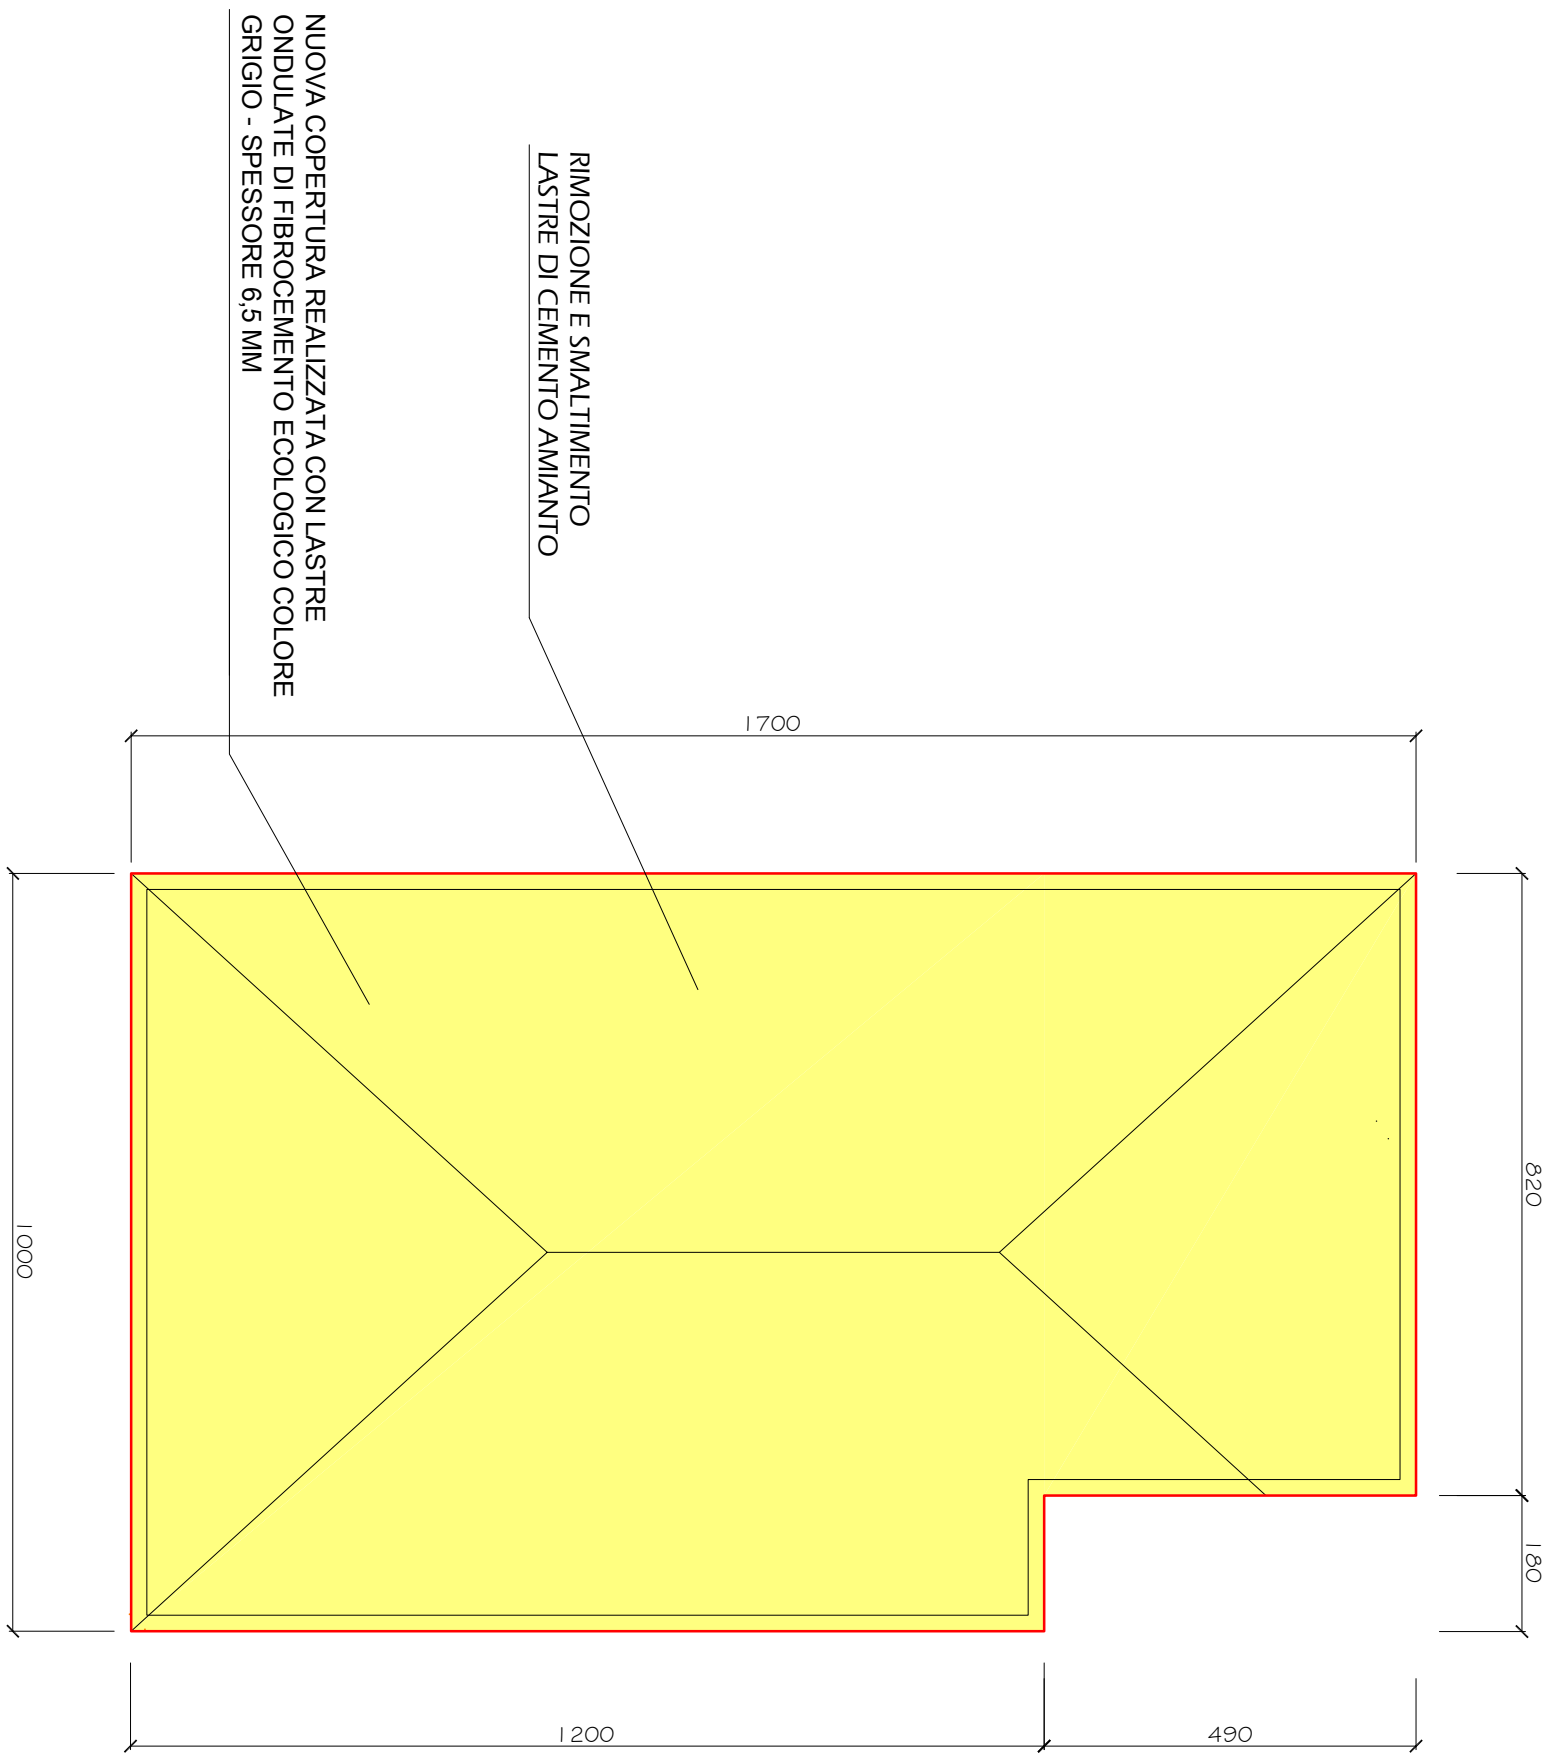 NUOVA COPERTURA REALIZZATA CON LASTRE
ONDULATE DI FIBROCEMENTO ECOLOGICO COLORE
GRIGIO - SPESSORE 6,5 MM
RIMOZIONE E SMALTIMENTO
LASTRE DI CEMENTO AMIANTO
1700
820
180
1000
1200
490